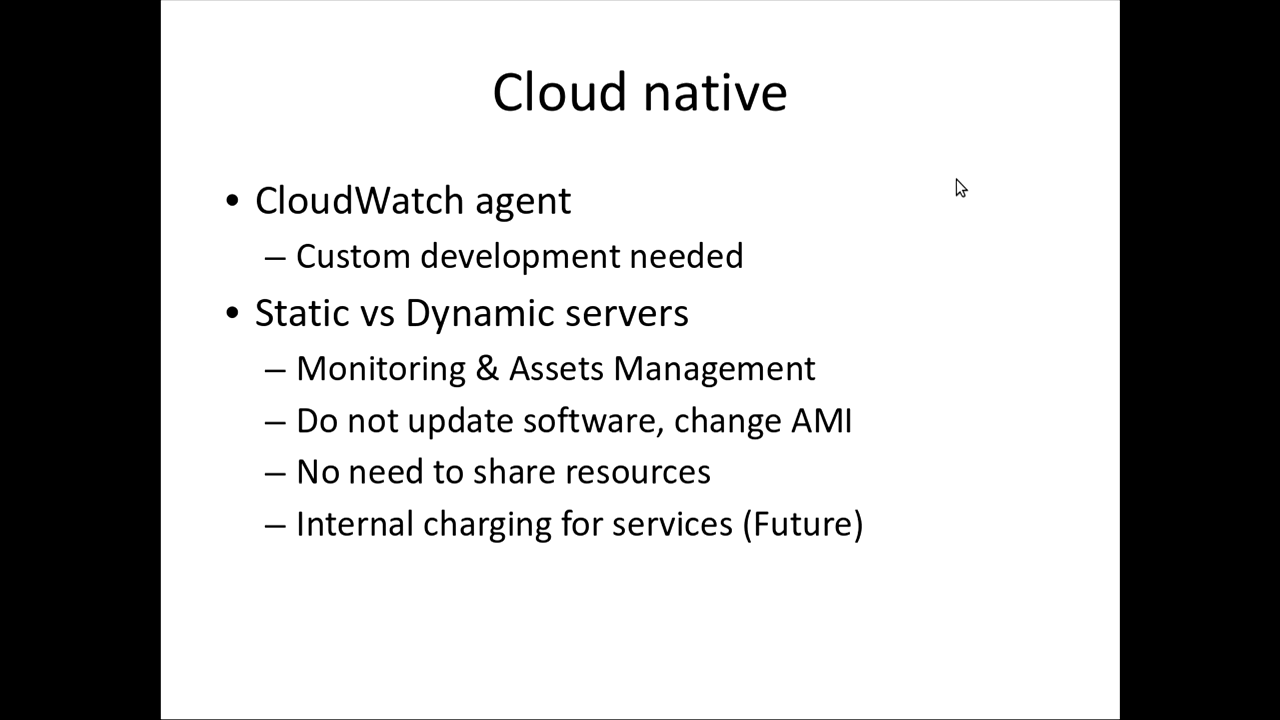 Cloud native
• CloudWatch agent
– Custom development needed
• Static vs Dynamic servers
– Monitoring & Assets Management
– Do not update software, change AMI
– No need to share resources
– Internal charging for services (Future)